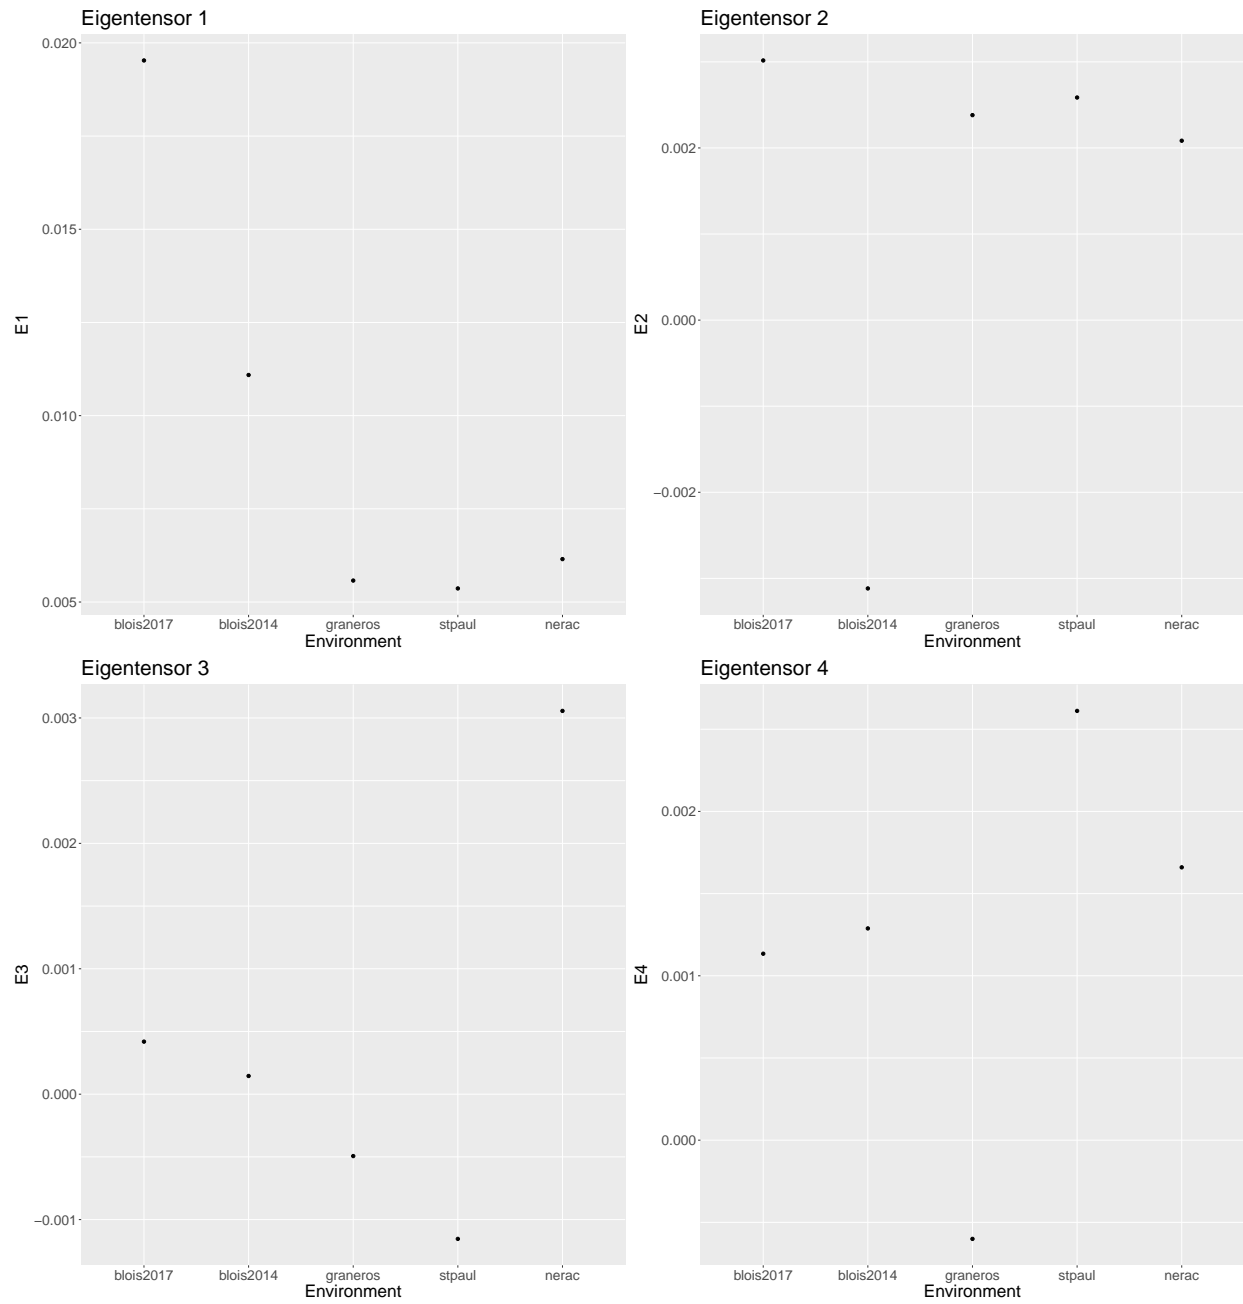 Eigentensor 1
0.020
0.015
0.010
0.005
E1
blois2017 blois2014 graneros stpaul nerac
Environment
Eigentensor 2
0.002
0.000
−0.002
E2
blois2017 blois2014 graneros stpaul nerac
Environment
Eigentensor 3
0.003
0.002
0.001
0.000
−0.001
E3
blois2017 blois2014 graneros stpaul nerac
Environment
Eigentensor 4
0.002
0.001
0.000
E4
blois2017 blois2014 graneros stpaul nerac
Environment